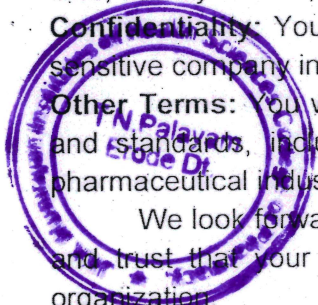 Confidentiality: You
sensitive company in
Other Terms: You w
and standards, inclu
pharmaceutical indus
We look forwa
and trust that your
organization.
N Palayam
Erode Dt